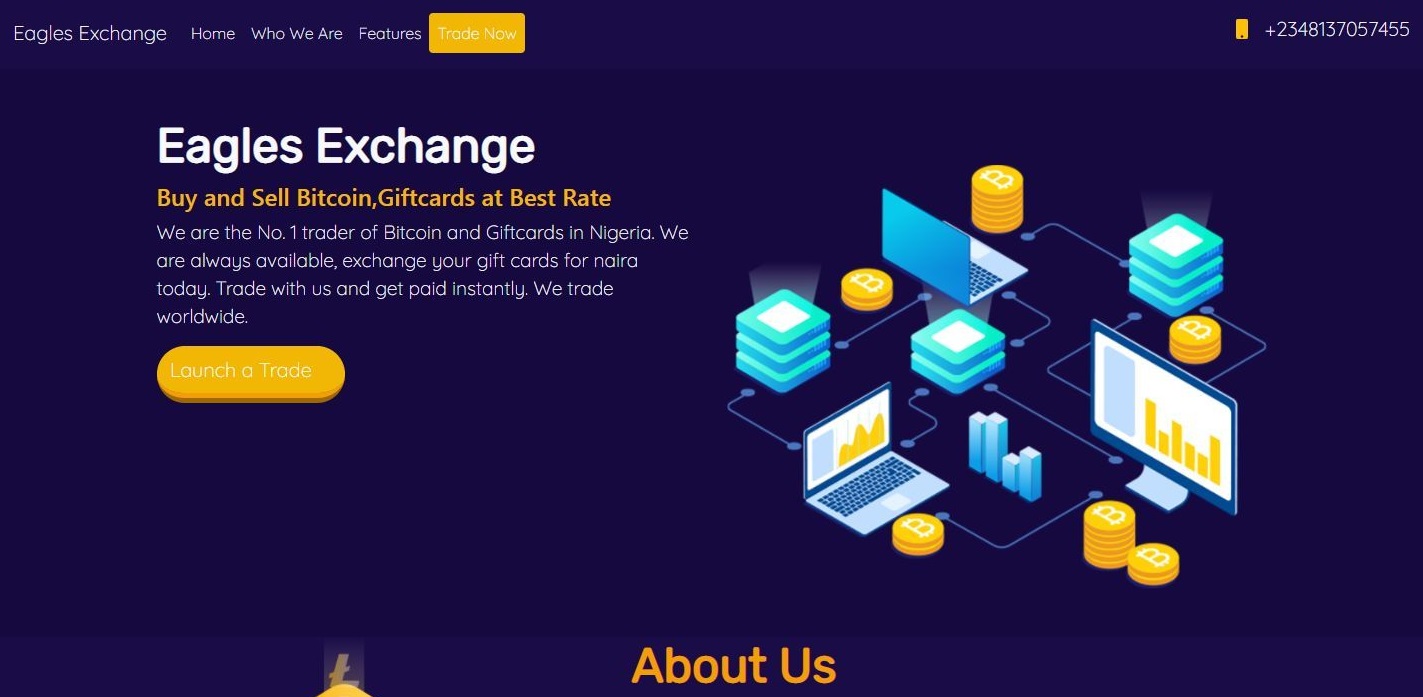 Eagles Exchange Home Who We Are Features Trade Now +2348137057455
Eagles Exchange
Buy and Sell Bitcoin,Giftcards at Best Rate
We are the No. 1 trader of Bitcoin and Giftcards in Nigeria. We
are always available, exchange your gift cards for naira
today. Trade with us and get paid instantly. We trade
worldwide.
Launch a Trade
About Us